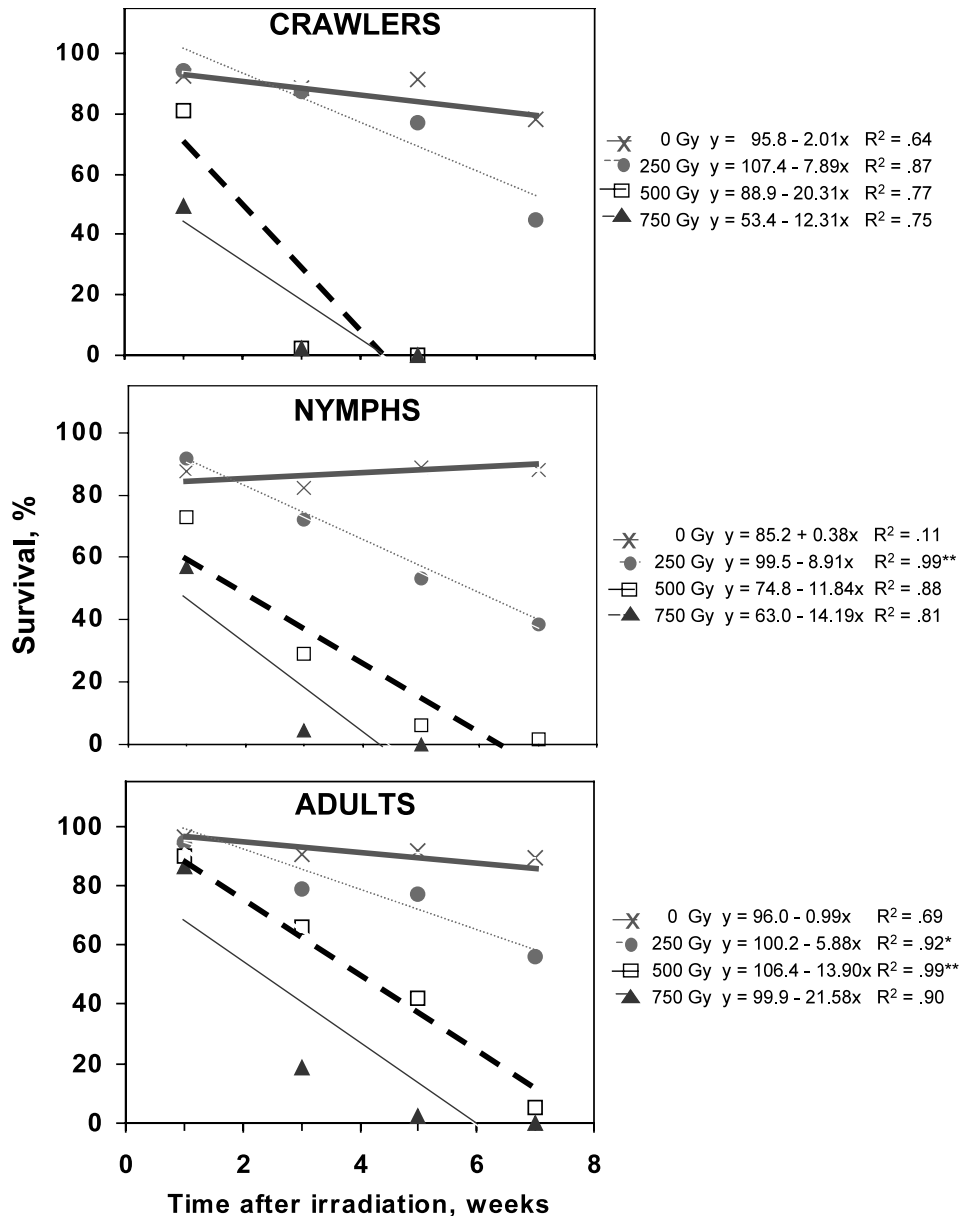 CRAWLERS
100
80
60
40
20
0
0 Gy y = 95.8 - 2.01x R² = .64
250 Gy y = 107.4 - 7.89x R² = .87
500 Gy y = 88.9 - 20.31x R² = .77
750 Gy y = 53.4 - 12.31x R² = .75
NYMPHS
100
80
60
40
20
0
Survival, %
0 Gy y = 85.2 + 0.38x R² = .11
250 Gy y = 99.5 - 8.91x R² = .99**
500 Gy y = 74.8 - 11.84x R² = .88
750 Gy y = 63.0 - 14.19x R² = .81
ADULTS
100
80
60
40
20
0
0 Gy y = 96.0 - 0.99x R² = .69
250 Gy y = 100.2 - 5.88x R² = .92*
500 Gy y = 106.4 - 13.90x R² = .99**
750 Gy y = 99.9 - 21.58x R² = .90
0 2 4 6 8
Time after irradiation, weeks